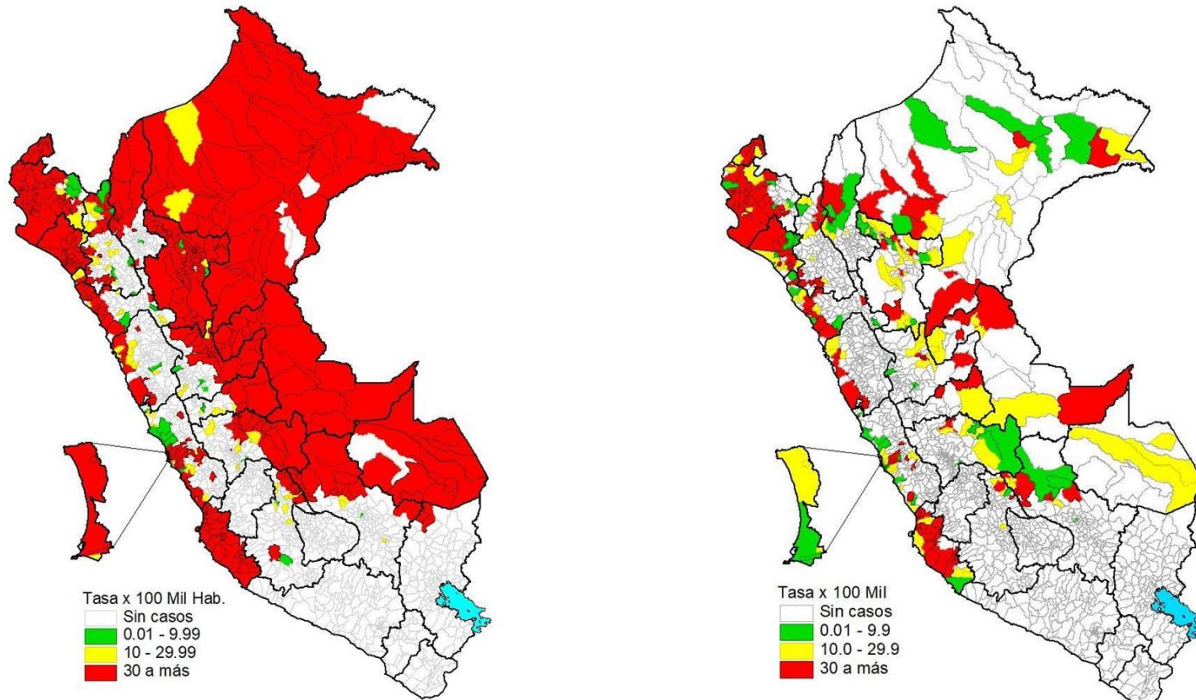 Tasa x 100 Mil Hab.
Sin casos
0.01 - 9.99
10 - 29.99
30 a más
Tasa x 100 Mil
Sin casos
0.01 - 9.9
10.0 - 29.9
30 a más